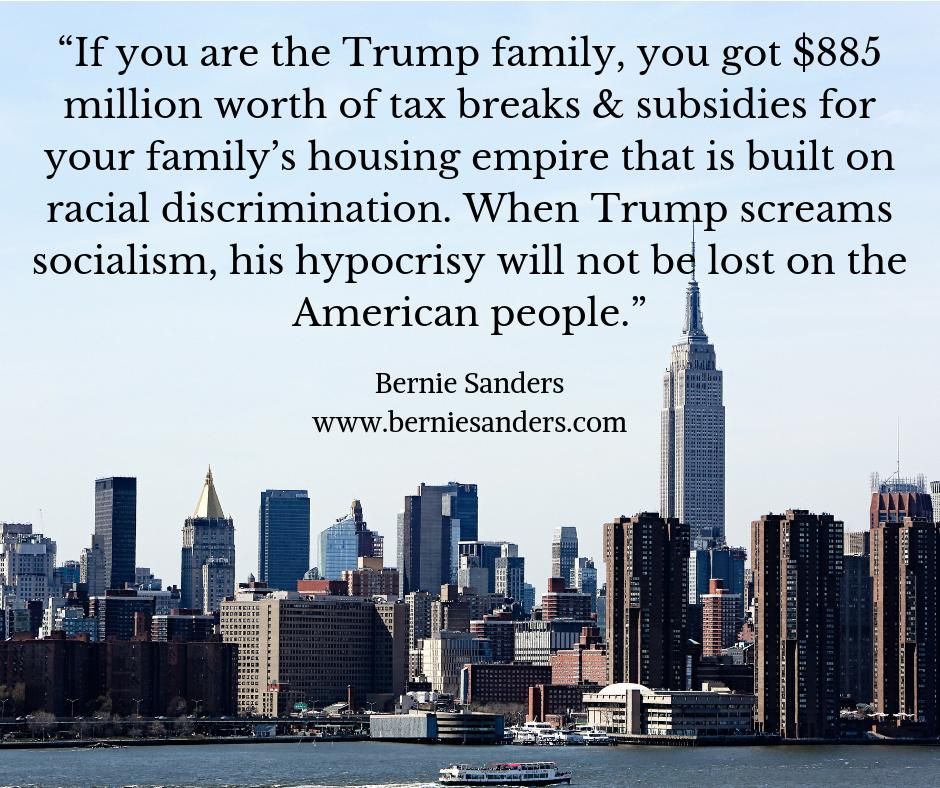 “If you are the Trump family, you got $885
million worth of tax breaks & subsidies for
your family’s housing empire that is built on
racial discrimination. When Trump screams
socialism, his hypocrisy will not be lost on the
American people.”
Bernie Sanders
www.berniesanders.com